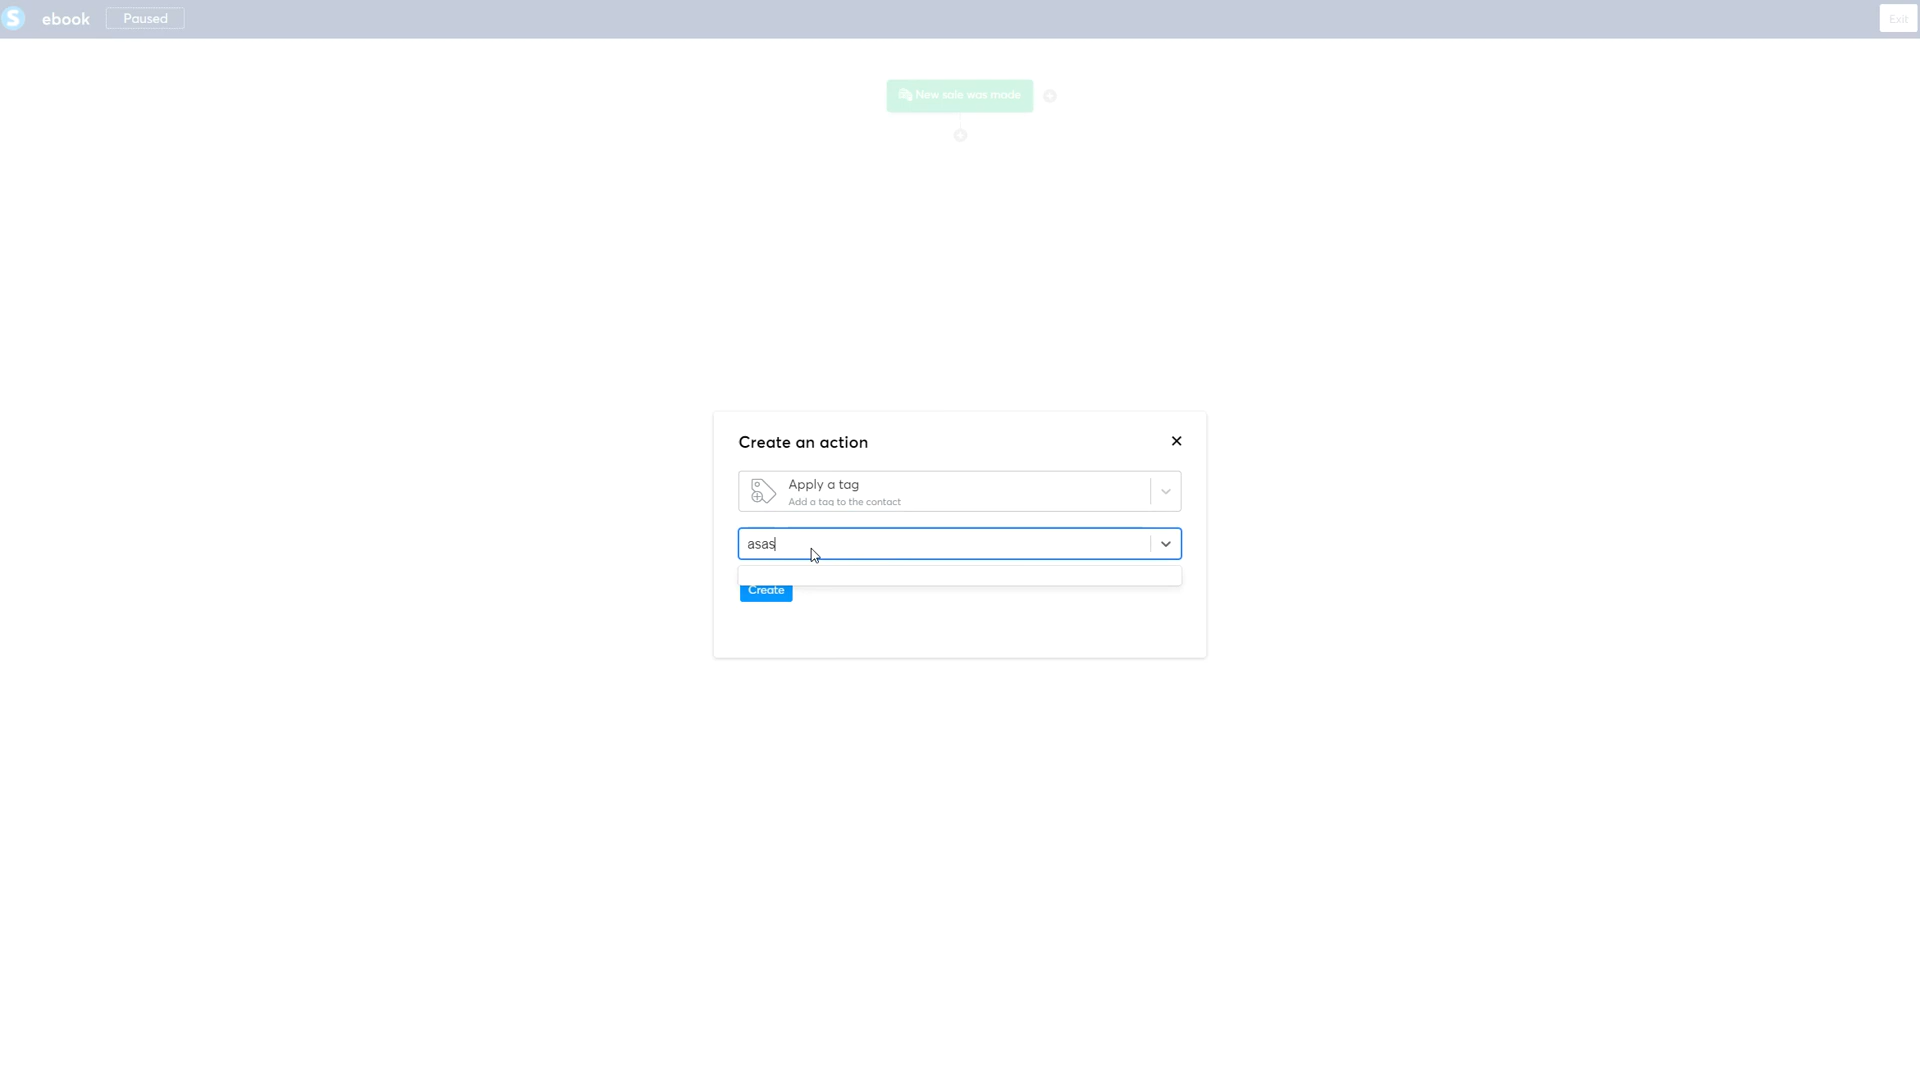 S ebook Paused Exit
New sale was made
Create an action
Apply a tag
Add a tag to the contact
asas
Create